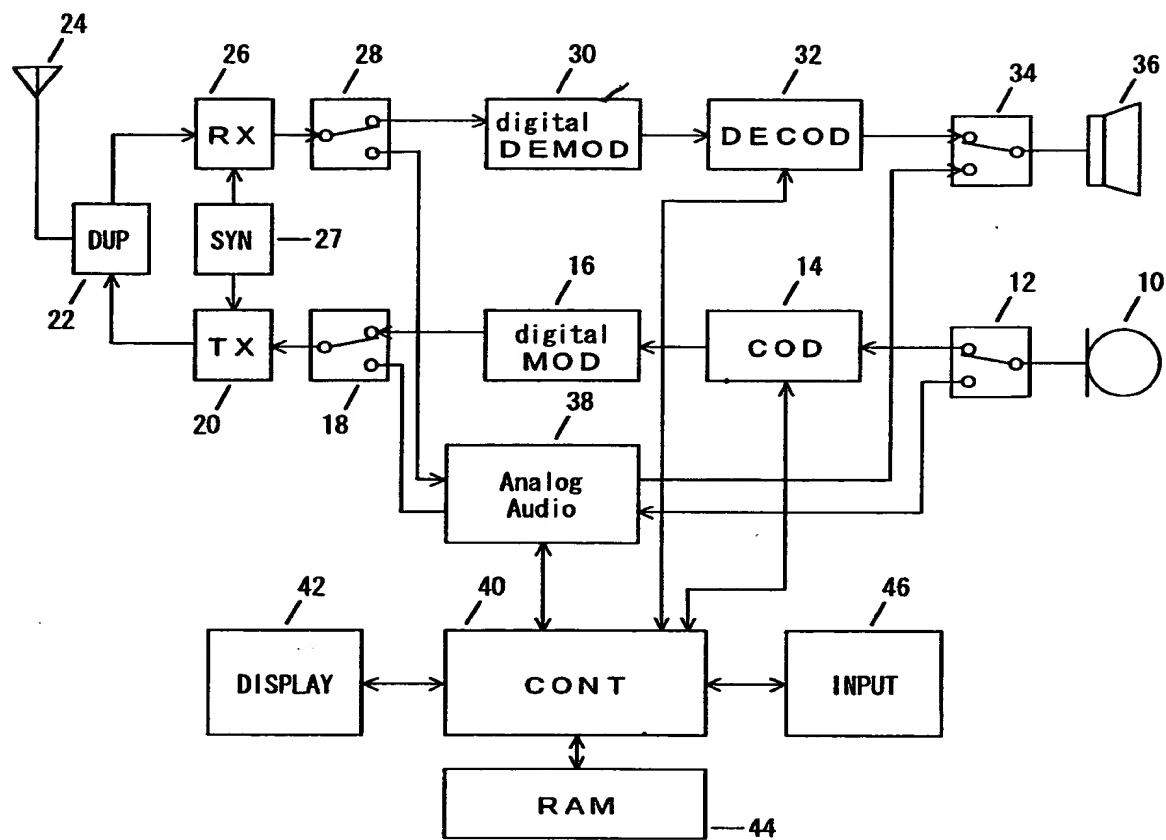 24
26
28
30
32
34
36
RX
digital
DEMOD
DECOD
DUP
SYN
27
22
16
14
12
10
TX
digital
MOD
COD
20
18
38
Analog
Audio
42
40
46
DISPLAY
CONT
INPUT
RAM
44